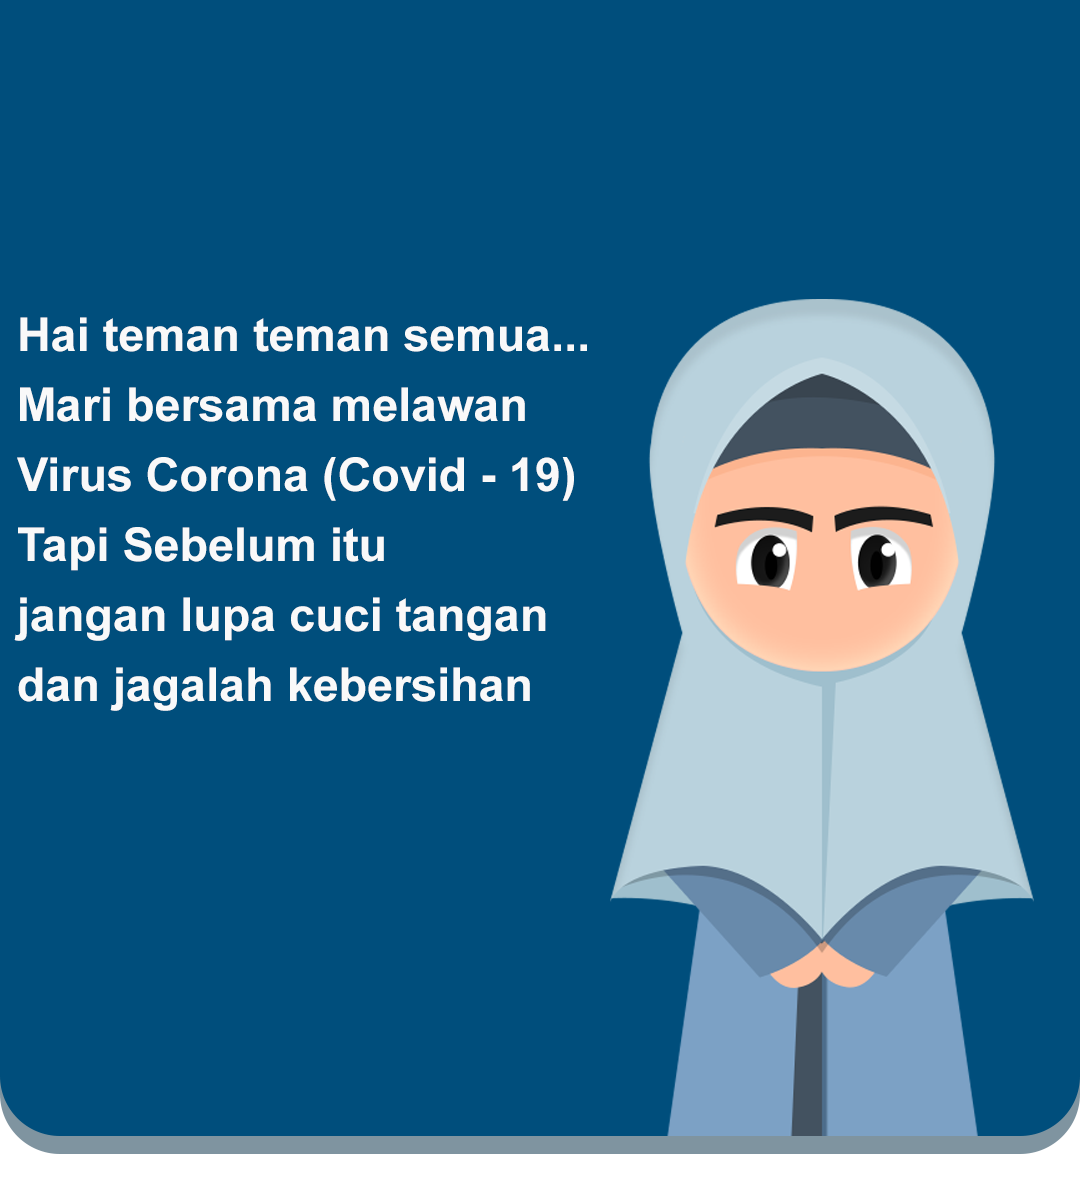 Hai teman teman semua...
Mari bersama melawan
Virus Corona (Covid - 19)
Tapi Sebelum itu
jangan lupa cuci tangan
dan jagalah kebersihan